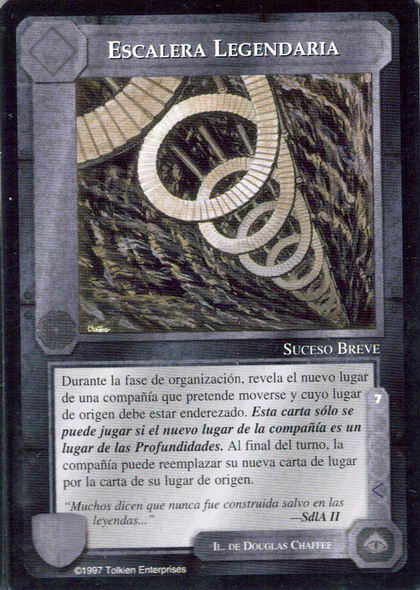 ESCALERA LEGENDARIA
Chaffee
SUCESO BREVE
Durante la fase de organización, revela el nuevo lugar
de una compañía que pretende moverse y cuyo lugar
de origen debe estar enderezado. Esta carta sólo se
puede jugar si el nuevo lugar de la compañía es un
lugar de las Profundidades. Al final del turno, la
compañía puede reemplazar su nueva carta de lugar
por la carta de su lugar de origen.
7
"Muchos dicen que nunca fue construida salvo en las
leyendas..." —SdlA II
IL. DE DOUGLAS CHAFFEE
©1997 Tolkien Enterprises